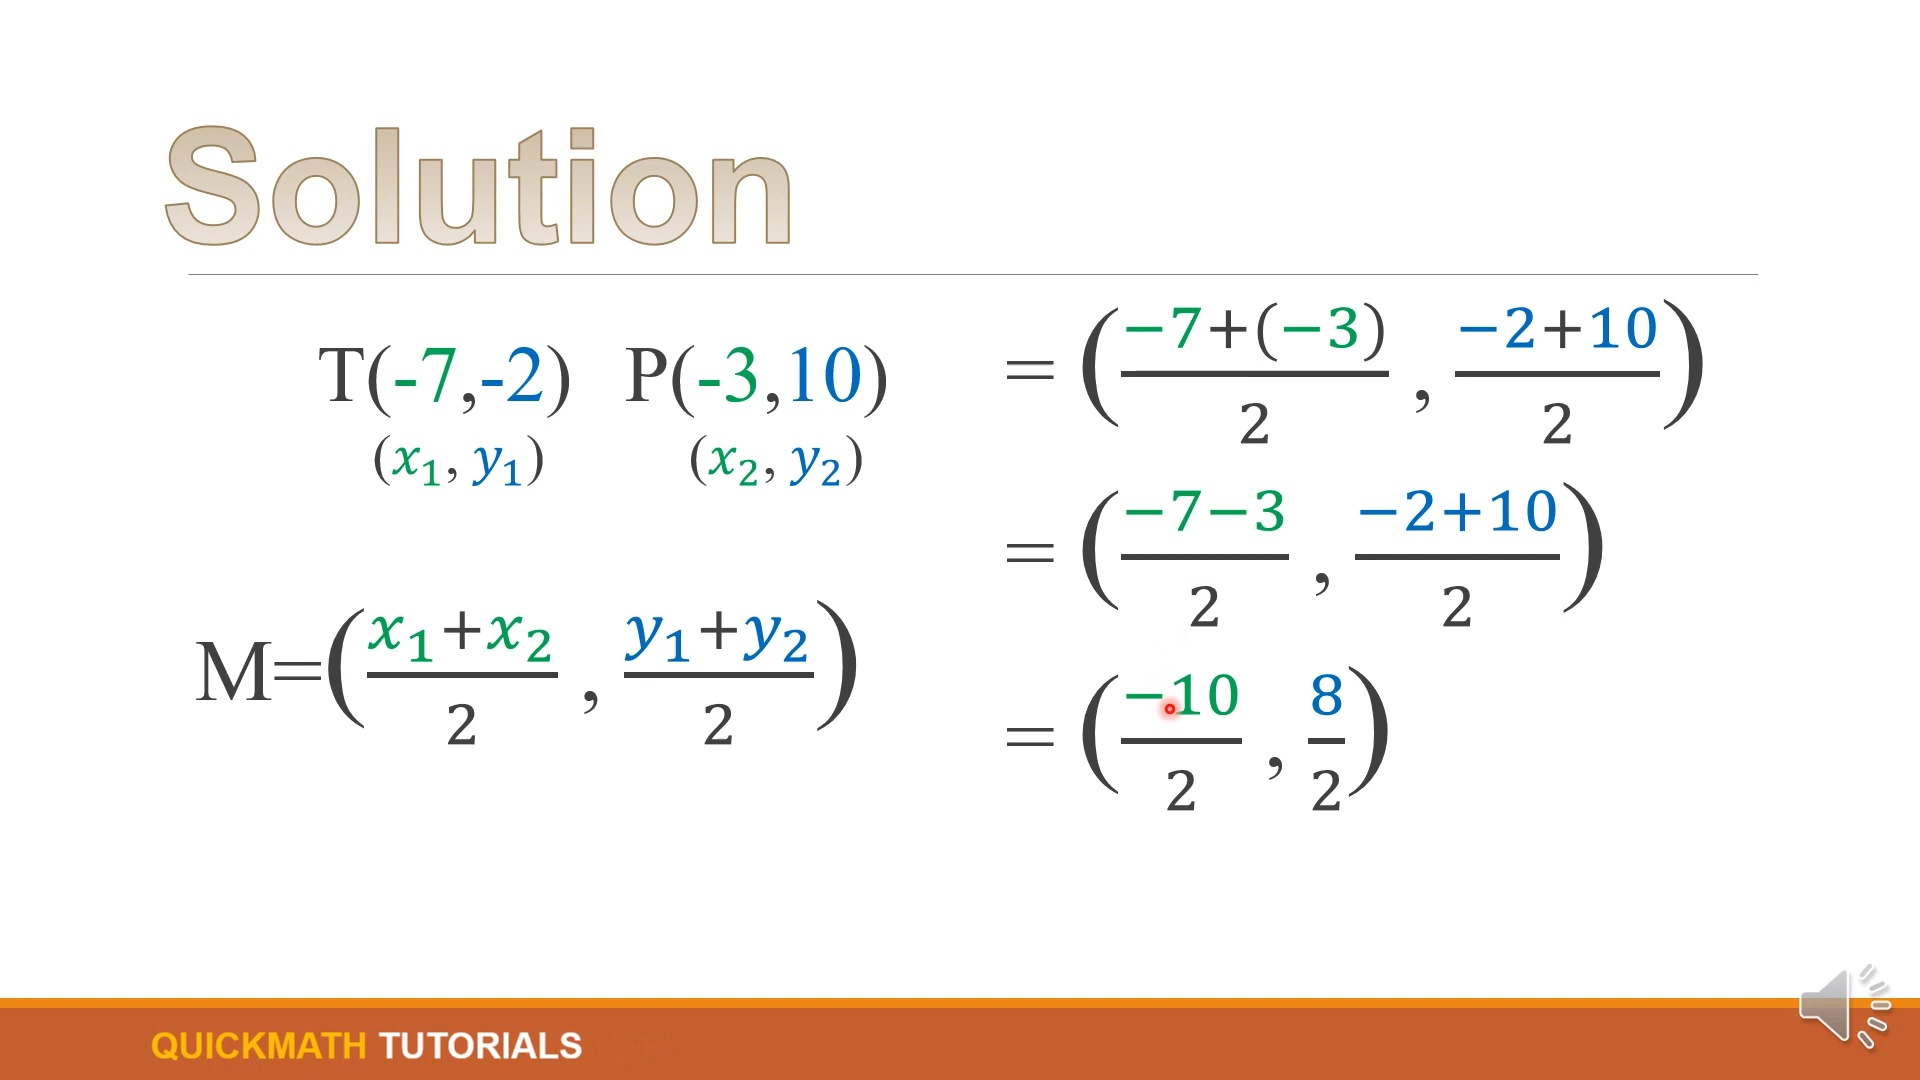 Solution
T(-7,-2) P(-3,10)
(x₁, y₁) (x₂, y₂)
M=(x₁+x₂/2 , y₁+y₂/2)
= (−7+(−3)/2 , −2+10/2)
= (−7−3/2 , −2+10/2)
= (−10/2 , 8/2)
QUICKMATH TUTORIALS